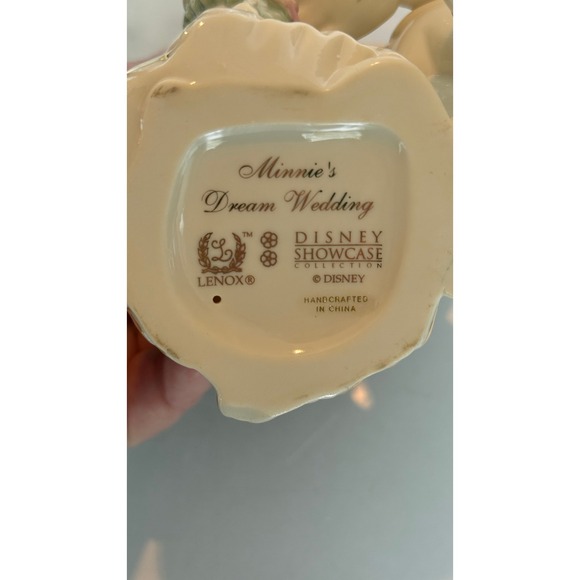 Minnie's
Dream Wedding
L ™
LENOX®
DISNEY
SHOWCASE
COLLECTION
© DISNEY
HANDCRAFTED
IN CHINA